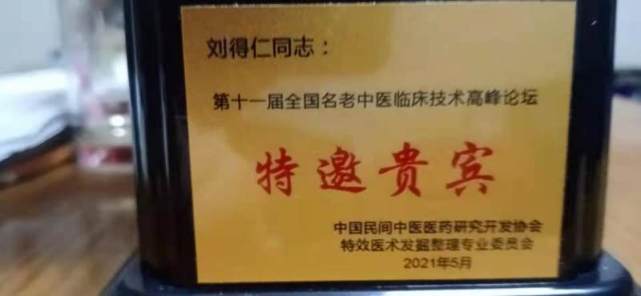 刘得仁同志：
第十一届全国名老中医临床技术高峰论坛
特邀贵宾
中国民间中医医药研究开发协会
特效医术发掘整理专业委员会
2021年5月